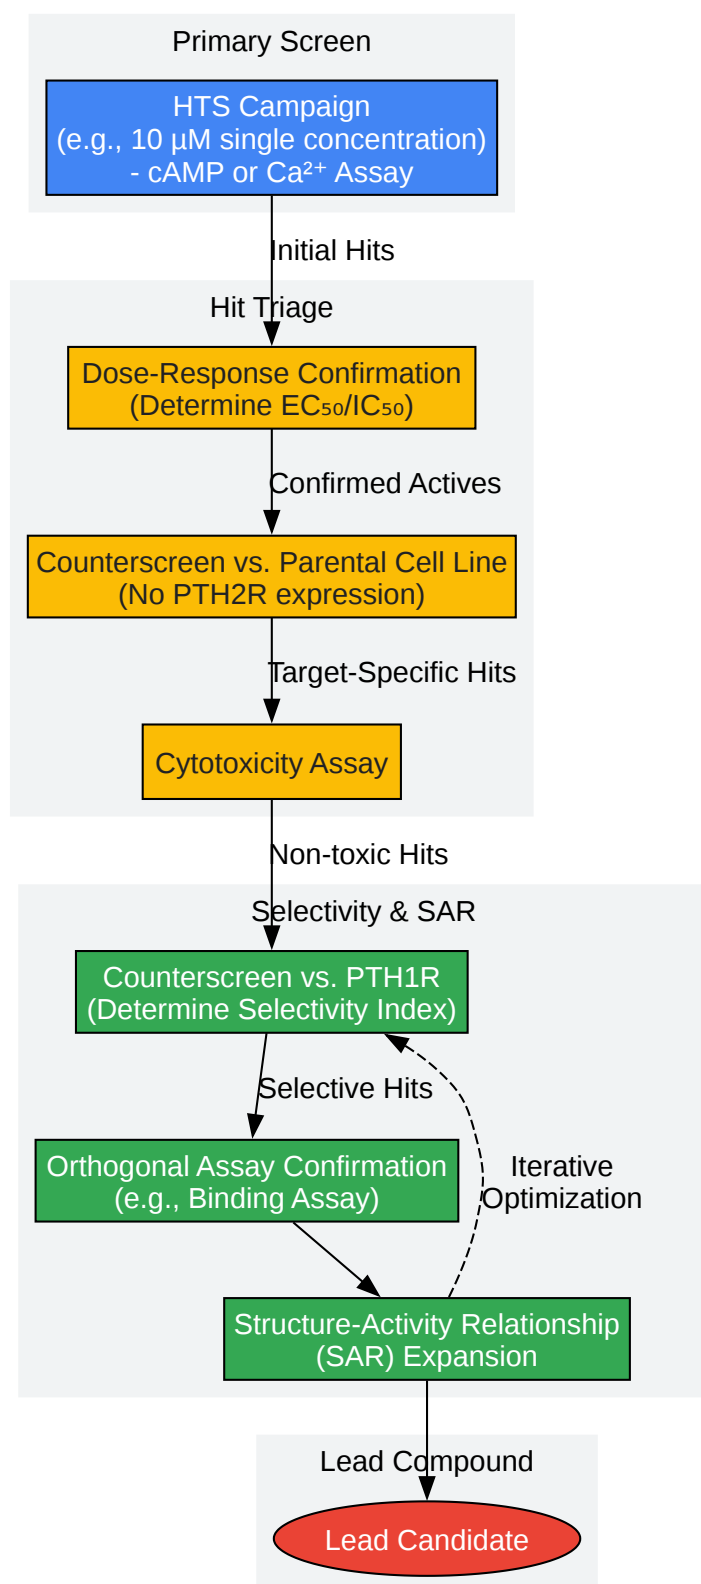 Primary Screen
HTS Campaign
(e.g., 10 µM single concentration)
- cAMP or Ca²⁺ Assay
Initial Hits
Hit Triage
Dose-Response Confirmation
(Determine EC₅₀/IC₅₀)
Confirmed Actives
Counterscreen vs. Parental Cell Line
(No PTH2R expression)
Target-Specific Hits
Cytotoxicity Assay
Non-toxic Hits
Selectivity & SAR
Counterscreen vs. PTH1R
(Determine Selectivity Index)
Selective Hits
Orthogonal Assay Confirmation
(e.g., Binding Assay)
Iterative
Optimization
Structure-Activity Relationship
(SAR) Expansion
Lead Compound
Lead Candidate